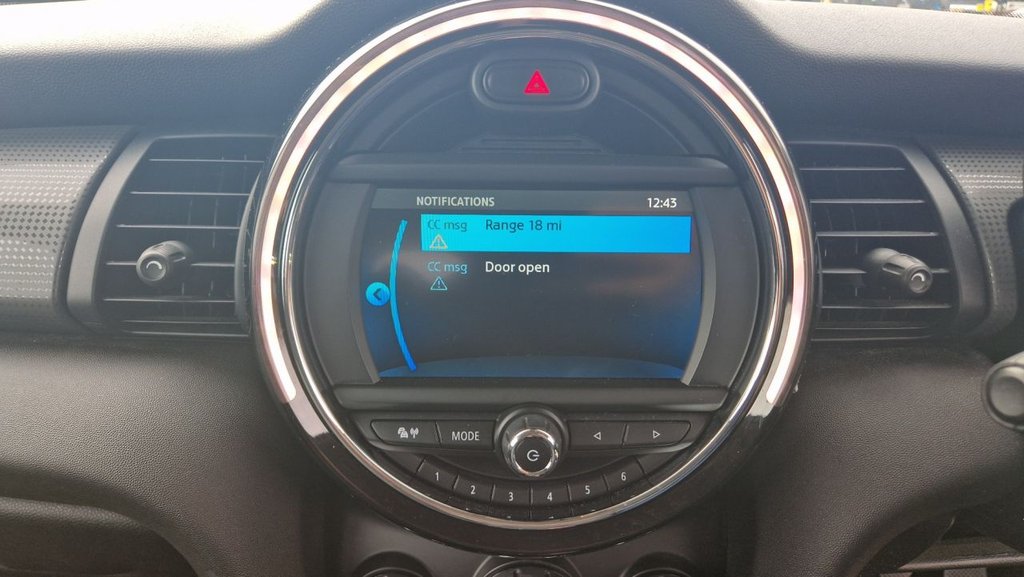 NOTIFICATIONS 12:43
CC msg Range 18 mi
CC msg Door open
MODE
1 2 3 4 5 6